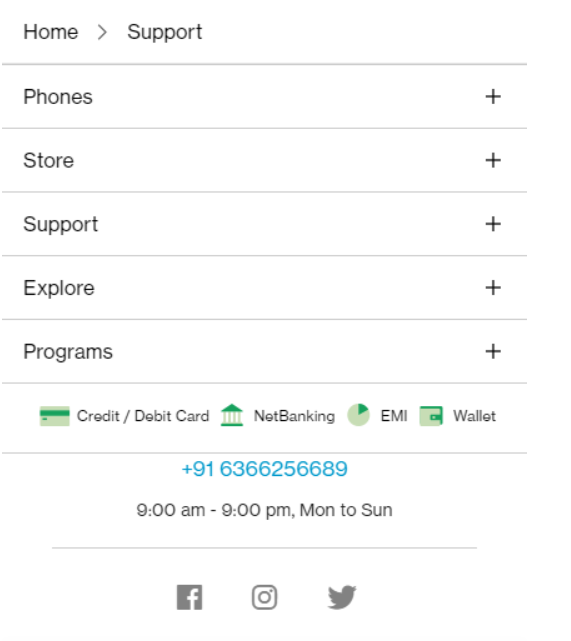 Home > Support
Phones +
Store +
Support +
Explore +
Programs +
Credit / Debit Card NetBanking EMI Wallet
+91 6366256689
9:00 am - 9:00 pm, Mon to Sun